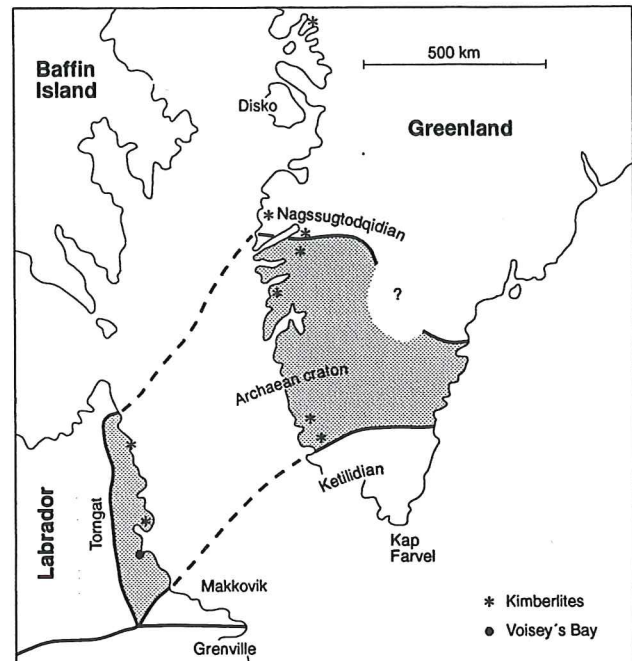 500 km
Baffin
Island
Disko
Greenland
Nagssugtodqidian
?
Archaean craton
Ketilidian
Torngat
Labrador
Kap
Farvel
Makkovik
Grenville
* Kimberlites
● Voisey´s Bay